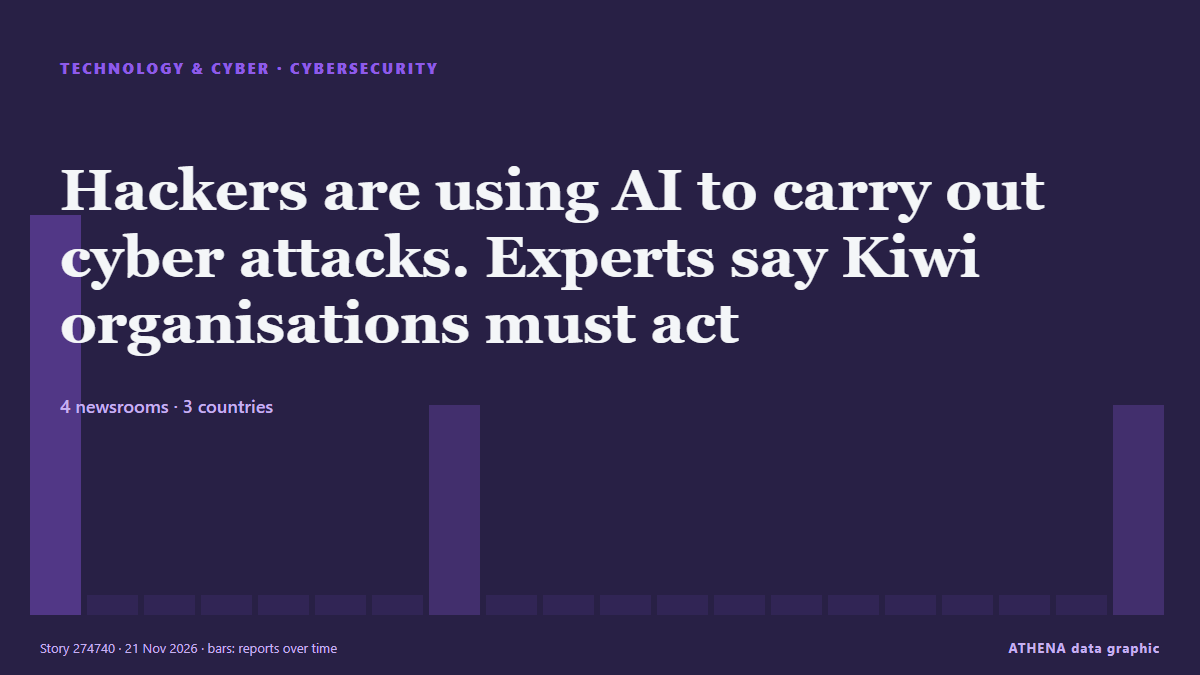 TECHNOLOGY & CYBER · CYBERSECURITY
Hackers are using AI to carry out
cyber attacks. Experts say Kiwi
organisations must act
4 newsrooms · 3 countries
Story 274740 · 21 Nov 2026 · bars: reports over time
ATHENA data graphic